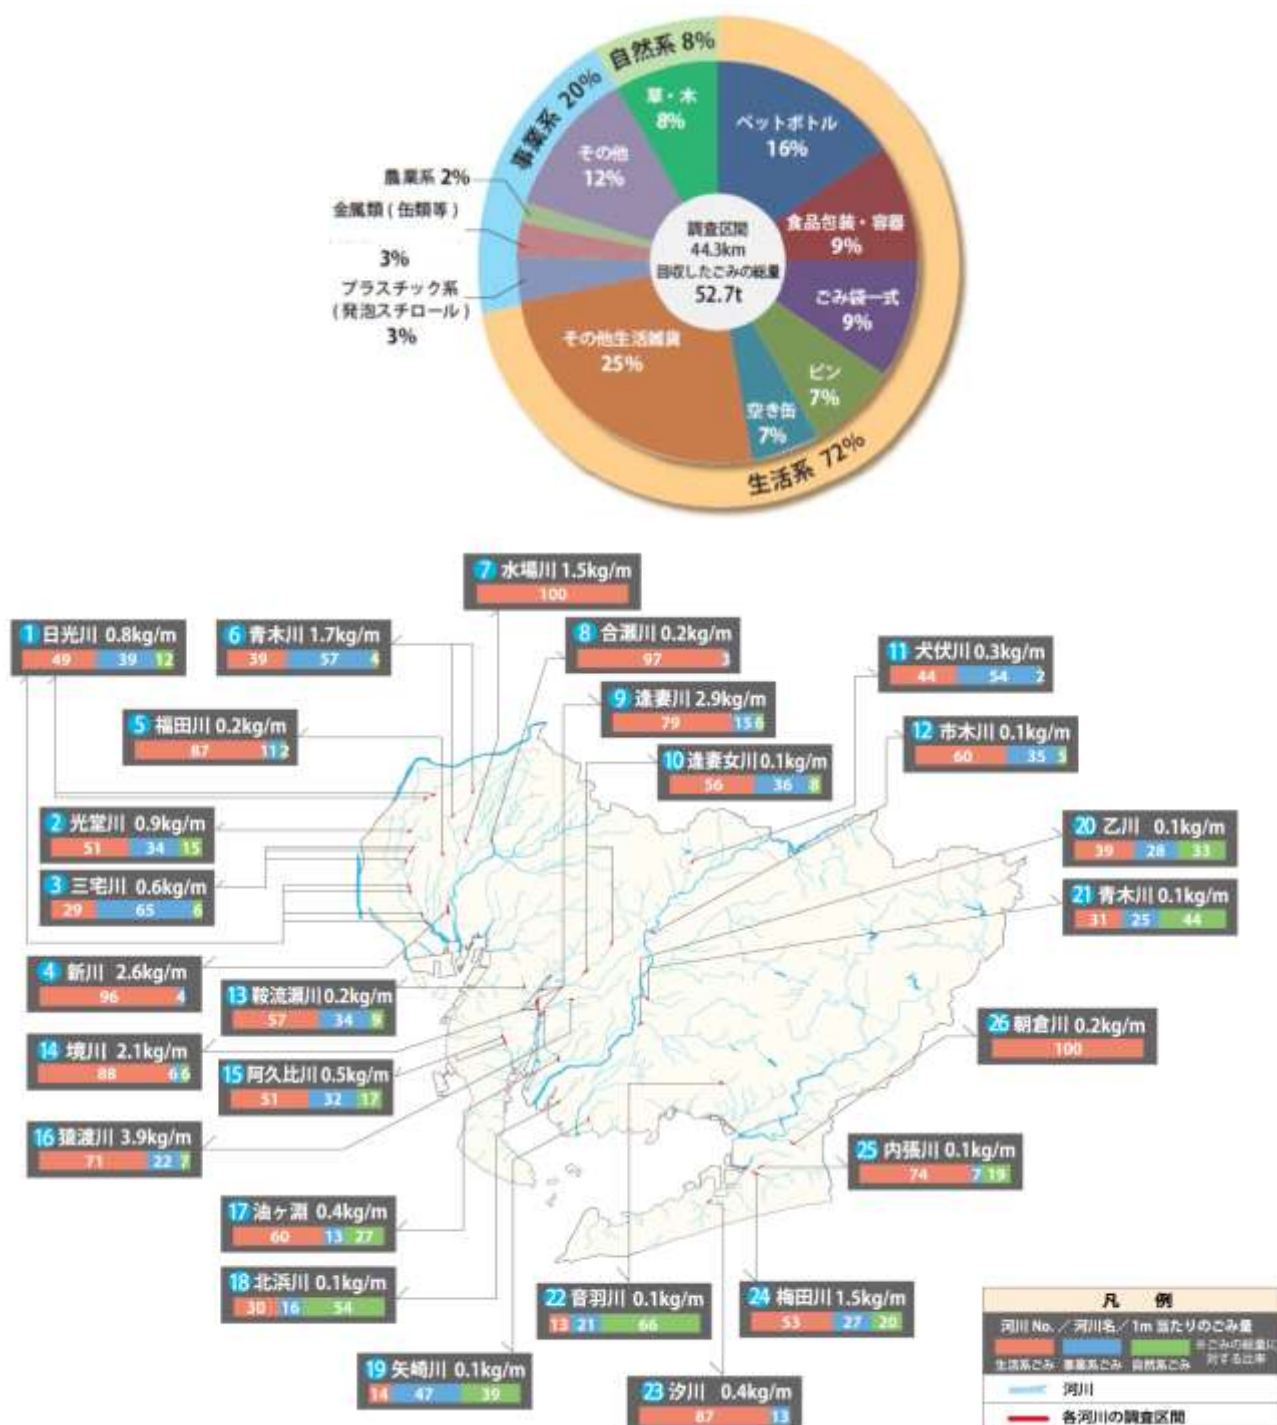 自然系 8%
事業系 20%
生活系 72%
草・木
8%
ペットボトル
16%
食品包装・容器
9%
ごみ袋一式
9%
ビン
7%
空き缶
7%
その他生活雑貨
25%
プラスチック系
(発泡スチロール)
3%
金属類(缶類等)
3%
農業系 2%
その他
12%
調査区間
44.3km
回収したごみの総量
52.7t
7 水場川 1.5kg/m
100
1 日光川 0.8kg/m
49 39 12
6 青木川 1.7kg/m
39 57 4
8 合瀬川 0.2kg/m
97 3
11 犬伏川 0.3kg/m
44 54 2
5 福田川 0.2kg/m
87 11 2
9 逢妻川 2.9kg/m
79 15 6
12 市木川 0.1kg/m
60 35 5
10 逢妻女川 0.1kg/m
56 36 8
2 光堂川 0.9kg/m
51 34 15
20 乙川 0.1kg/m
39 28 33
3 三宅川 0.6kg/m
29 65 6
21 青木川 0.1kg/m
31 25 44
4 新川 2.6kg/m
96 4
13 鞍流瀬川 0.2kg/m
57 34 9
26 朝倉川 0.2kg/m
100
14 境川 2.1kg/m
88 6 6
15 阿久比川 0.5kg/m
51 32 17
16 猿渡川 3.9kg/m
71 22 7
25 内張川 0.1kg/m
74 7 19
17 油ヶ淵 0.4kg/m
60 13 27
18 北浜川 0.1kg/m
30 16 54
22 音羽川 0.1kg/m
13 21 66
24 梅田川 1.5kg/m
53 27 20
19 矢崎川 0.1kg/m
14 47 39
23 汐川 0.4kg/m
87 13
凡 例
河川 No./河川名/1m 当たりのごみ量
生活系ごみ 事業系ごみ 自然系ごみ
※ごみの総量に
対する比率
河川
各河川の調査区間